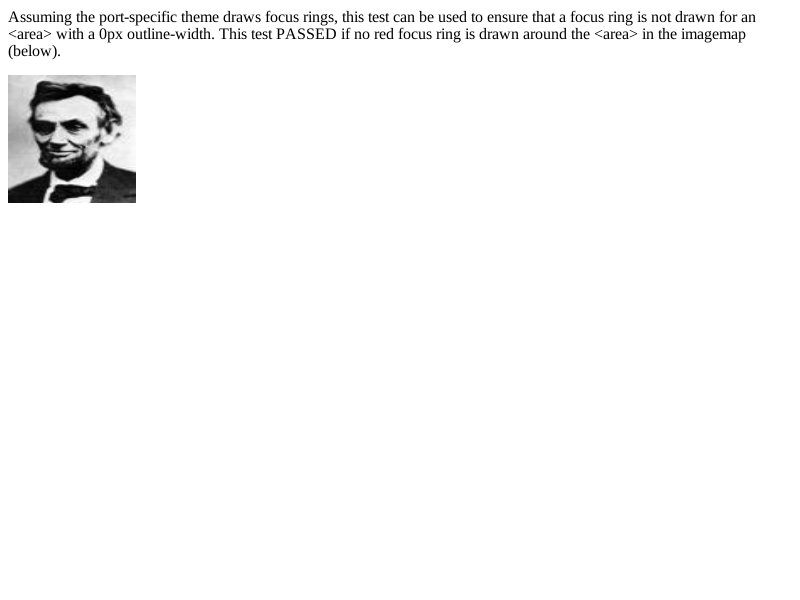 Assuming the port-specific theme draws focus rings, this test can be used to ensure that a focus ring is not drawn for an
<area> with a 0px outline-width. This test PASSED if no red focus ring is drawn around the <area> in the imagemap
(below).